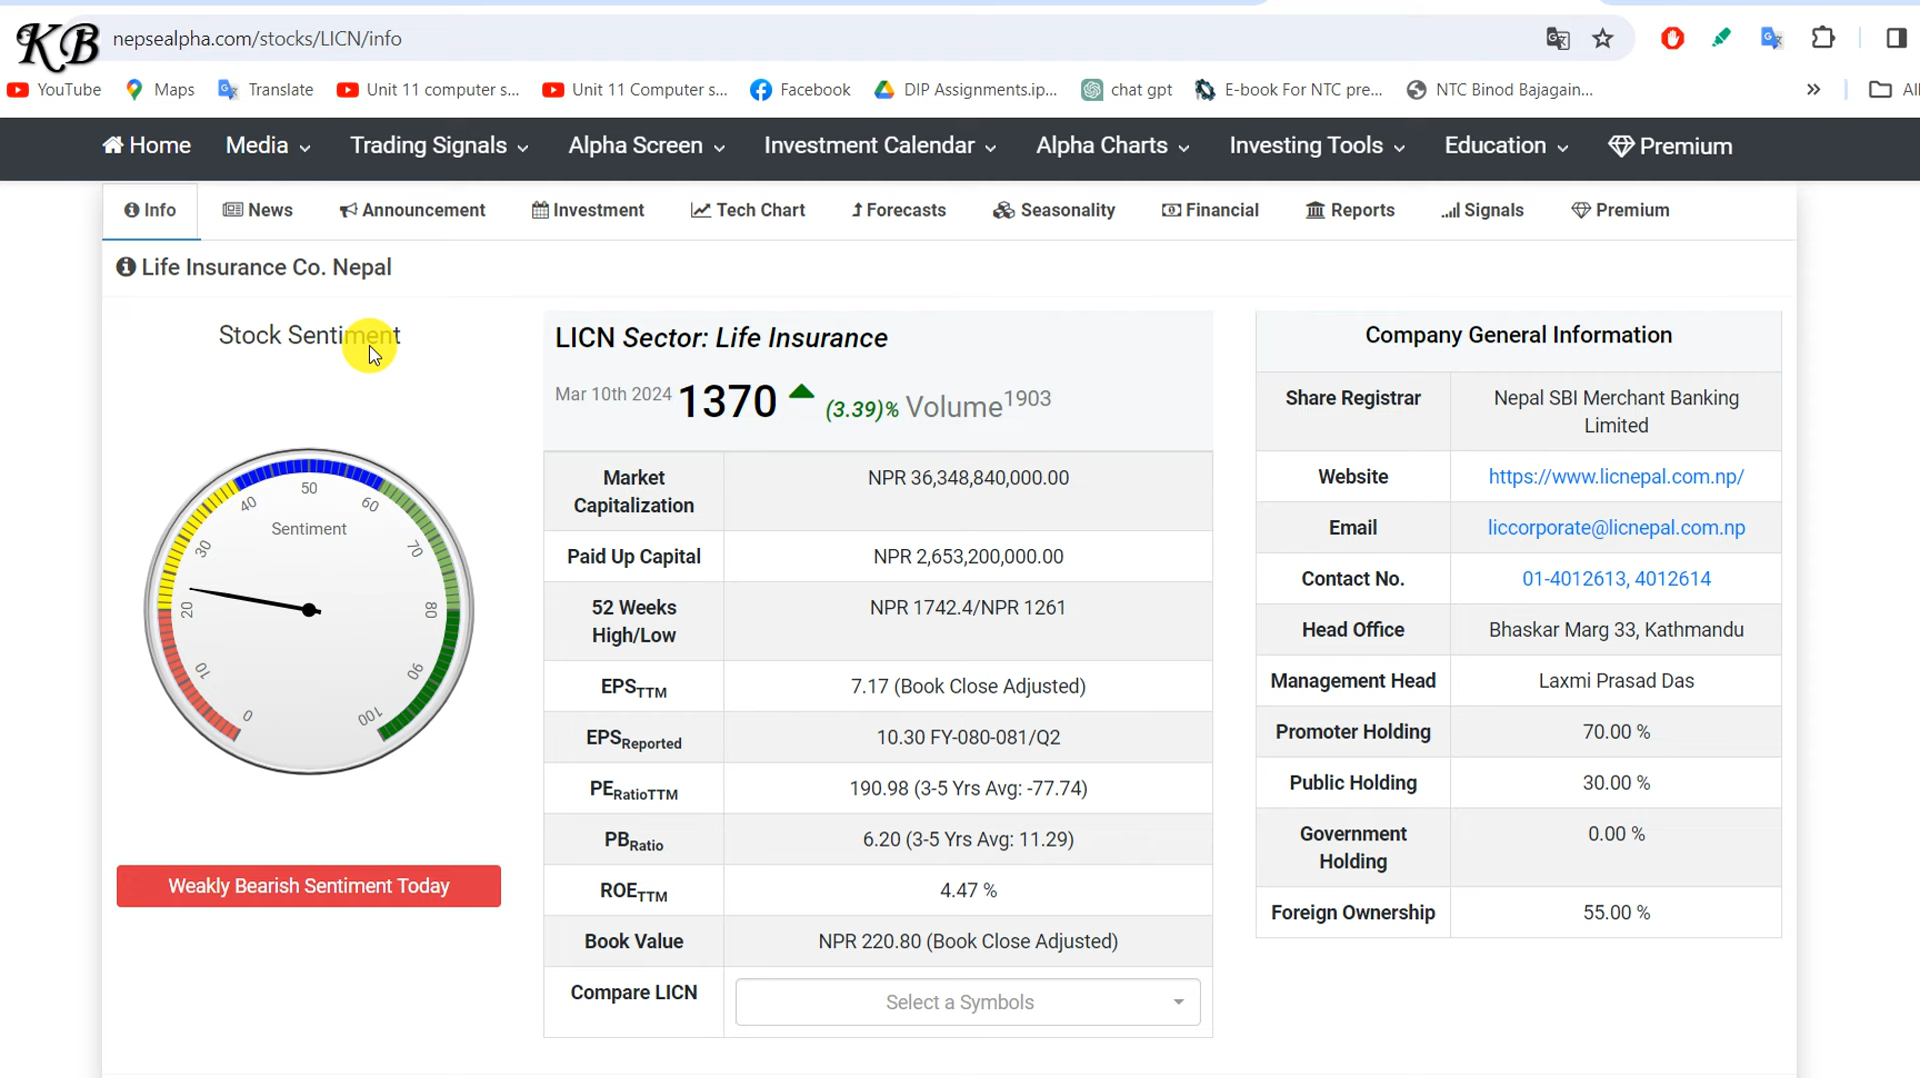 KB
nepsealpha.com/stocks/LICN/info
YouTube Maps Translate Unit 11 computer s... Unit 11 Computer s... Facebook DIP Assignments.ip... chat gpt E-book For NTC pre... NTC Binod Bajagain... » All
Home Media Trading Signals Alpha Screen Investment Calendar Alpha Charts Investing Tools Education Premium
Info News Announcement Investment Tech Chart Forecasts Seasonality Financial Reports Signals Premium
Life Insurance Co. Nepal
Stock Sentiment
0 10 20 30 40 50 60 70 80 90 100
Sentiment
Weakly Bearish Sentiment Today
LICN Sector: Life Insurance
Mar 10th 2024 1370 (3.39)% Volume 1903
Market Capitalization NPR 36,348,840,000.00
Paid Up Capital NPR 2,653,200,000.00
52 Weeks High/Low NPR 1742.4/NPR 1261
EPSTTM 7.17 (Book Close Adjusted)
EPSReported 10.30 FY-080-081/Q2
PERatioTTM 190.98 (3-5 Yrs Avg: -77.74)
PBRatio 6.20 (3-5 Yrs Avg: 11.29)
ROETTM 4.47 %
Book Value NPR 220.80 (Book Close Adjusted)
Compare LICN Select a Symbols
Company General Information
Share Registrar Nepal SBI Merchant Banking Limited
Website https://www.licnepal.com.np/
Email liccorporate@licnepal.com.np
Contact No. 01-4012613, 4012614
Head Office Bhaskar Marg 33, Kathmandu
Management Head Laxmi Prasad Das
Promoter Holding 70.00 %
Public Holding 30.00 %
Government Holding 0.00 %
Foreign Ownership 55.00 %